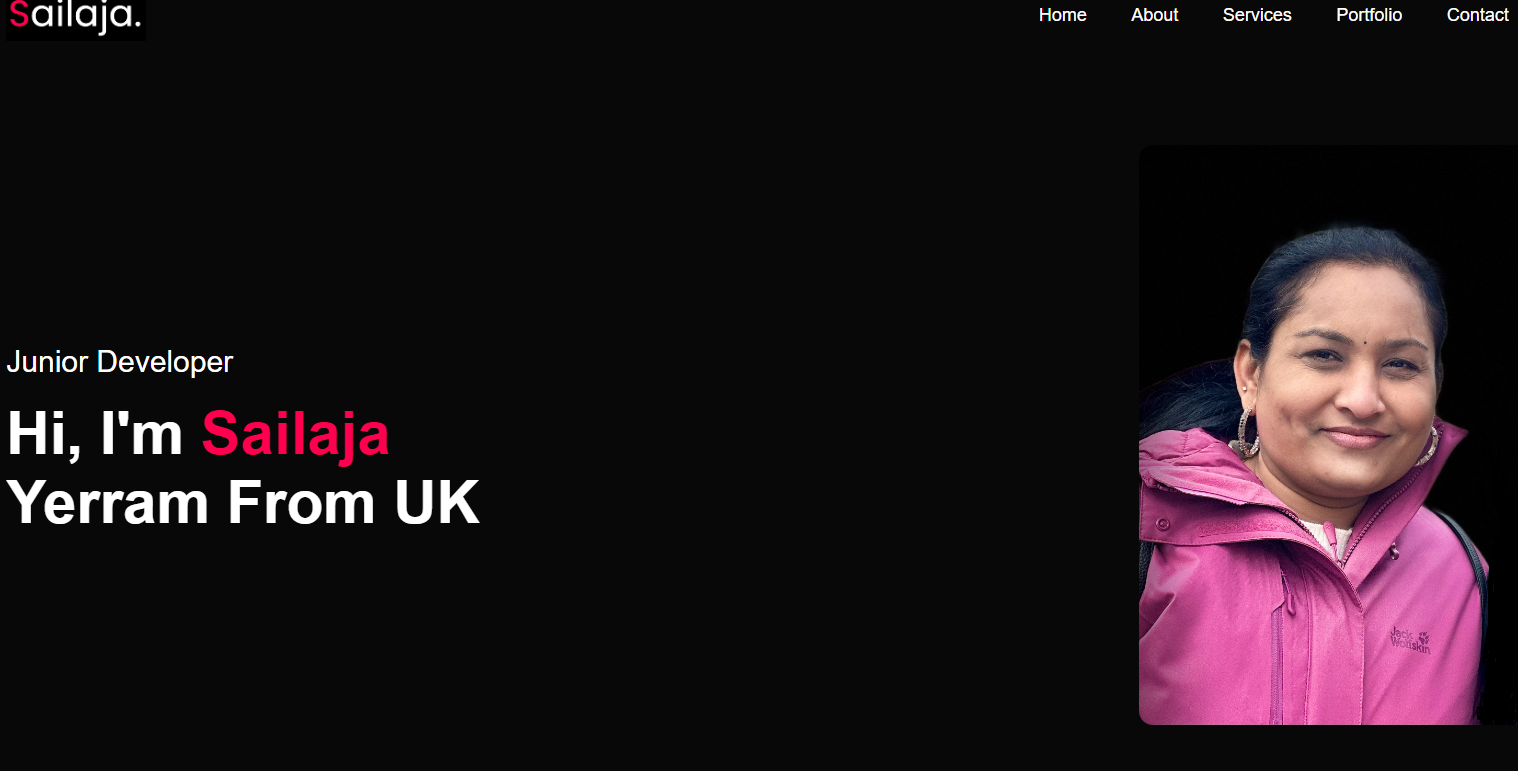 Sailaja.
Home About Services Portfolio Contact
Junior Developer
Hi, I'm Sailaja
Yerram From UK
Jack
Wolfskin